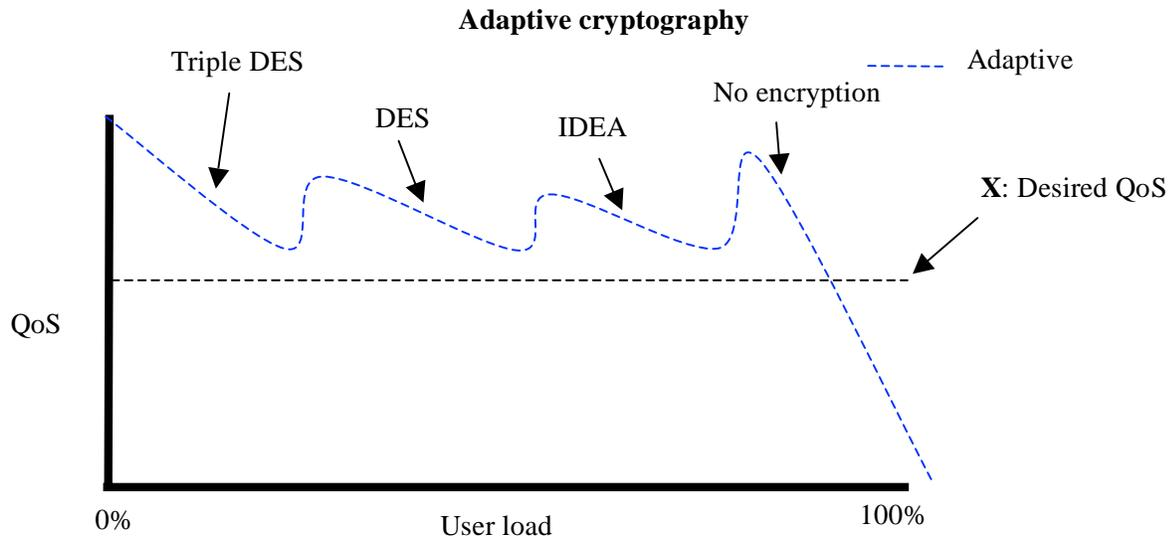 Adaptive cryptography
Triple DES
Adaptive
No encryption
DES
IDEA
X: Desired QoS
QoS
0%
User load
100%